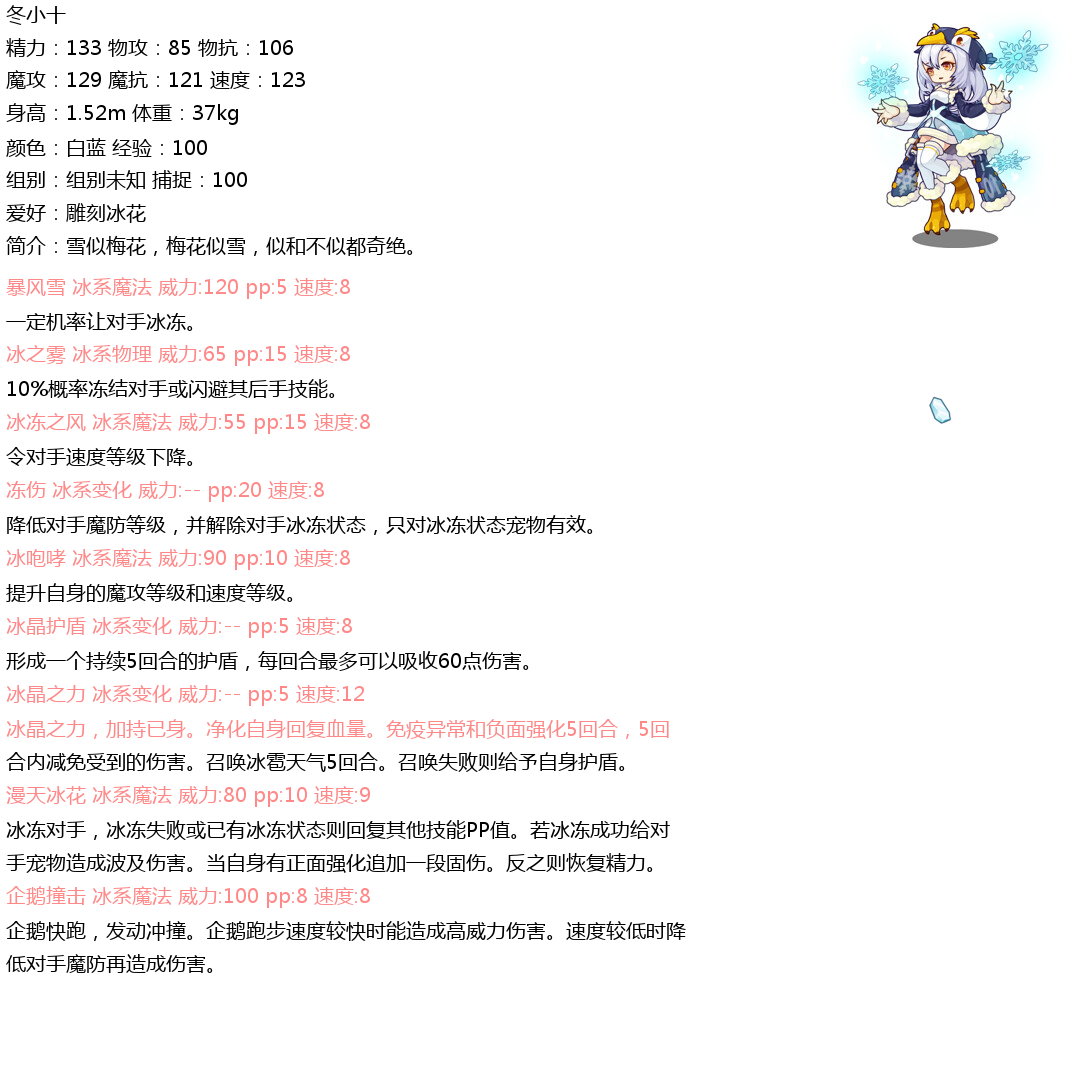 冬小十
精力：133 物攻：85 物抗：106
魔攻：129 魔抗：121 速度：123
身高：1.52m 体重：37kg
颜色：白蓝 经验：100
组别：组别未知 捕捉：100
爱好：雕刻冰花
简介：雪似梅花，梅花似雪，似和不似都奇绝。
暴风雪 冰系魔法 威力:120 pp:5 速度:8
一定机率让对手冰冻。
冰之雾 冰系物理 威力:65 pp:15 速度:8
10%概率冻结对手或闪避其后手技能。
冰冻之风 冰系魔法 威力:55 pp:15 速度:8
令对手速度等级下降。
冻伤 冰系变化 威力:-- pp:20 速度:8
降低对手魔防等级，并解除对手冰冻状态，只对冰冻状态宠物有效。
冰咆哮 冰系魔法 威力:90 pp:10 速度:8
提升自身的魔攻等级和速度等级。
冰晶护盾 冰系变化 威力:-- pp:5 速度:8
形成一个持续5回合的护盾，每回合最多可以吸收60点伤害。
冰晶之力 冰系变化 威力:-- pp:5 速度:12
冰晶之力，加持已身。净化自身回复血量。免疫异常和负面强化5回合，5回
合内减免受到的伤害。召唤冰雹天气5回合。召唤失败则给予自身护盾。
漫天冰花 冰系魔法 威力:80 pp:10 速度:9
冰冻对手，冰冻失败或已有冰冻状态则回复其他技能PP值。若冰冻成功给对
手宠物造成波及伤害。当自身有正面强化追加一段固伤。反之则恢复精力。
企鹅撞击 冰系魔法 威力:100 pp:8 速度:8
企鹅快跑，发动冲撞。企鹅跑步速度较快时能造成高威力伤害。速度较低时降
低对手魔防再造成伤害。